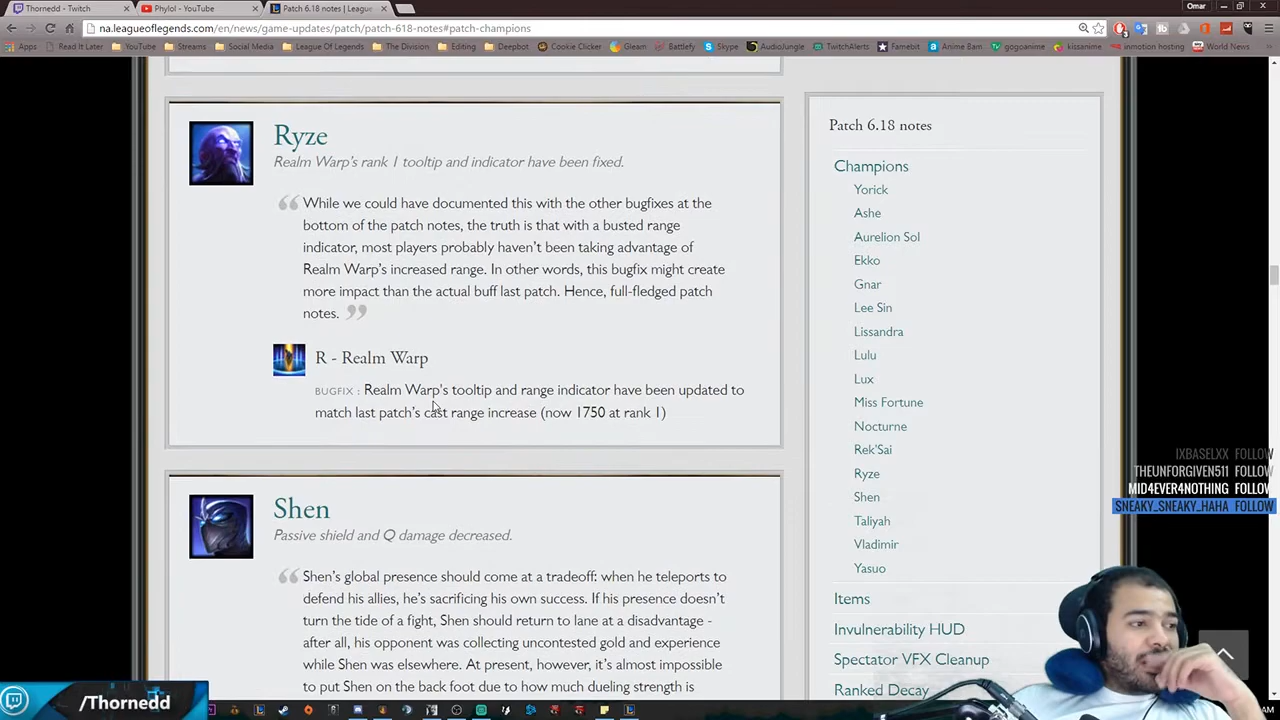 Thornedd - Twitch
Phylol - YouTube
Patch 6.18 notes | League
Omar
na.leagueoflegends.com/en/news/game-updates/patch/patch-618-notes#patch-champions
Apps
Read It Later
YouTube
Streams
Social Media
League Of Legends
The Division
Editing
Deepbot
Cookie Clicker
Gleam
Battlefy
Skype
AudioJungle
TwitchAlerts
Famebit
Anime Bam
gogoanime
kissanime
inmotion hosting
World News
Ryze
Realm Warp's rank 1 tooltip and indicator have been fixed.
While we could have documented this with the other bugfixes at the
bottom of the patch notes, the truth is that with a busted range
indicator, most players probably haven't been taking advantage of
Realm Warp's increased range. In other words, this bugfix might create
more impact than the actual buff last patch. Hence, full-fledged patch
notes.
R - Realm Warp
BUGFIX : Realm Warp's tooltip and range indicator have been updated to
match last patch's cast range increase (now 1750 at rank 1)
Shen
Passive shield and Q damage decreased.
Shen's global presence should come at a tradeoff: when he teleports to
defend his allies, he's sacrificing his own success. If his presence doesn't
turn the tide of a fight, Shen should return to lane at a disadvantage -
after all, his opponent was collecting uncontested gold and experience
while Shen was elsewhere. At present, however, it's almost impossible
to put Shen on the back foot due to how much dueling strength is
Patch 6.18 notes
Champions
Yorick
Ashe
Aurelion Sol
Ekko
Gnar
Lee Sin
Lissandra
Lulu
Lux
Miss Fortune
Nocturne
Rek'Sai
Ryze
Shen
Taliyah
Vladimir
Yasuo
Items
Invulnerability HUD
Spectator VFX Cleanup
Ranked Decay
IXBASELXX FOLLOW
THEUNFORGIVEN511 FOLLOW
MID4EVER4NOTHING FOLLOW
SNEAKY_SNEAKY_HAHA FOLLOW
/Thornedd
AM